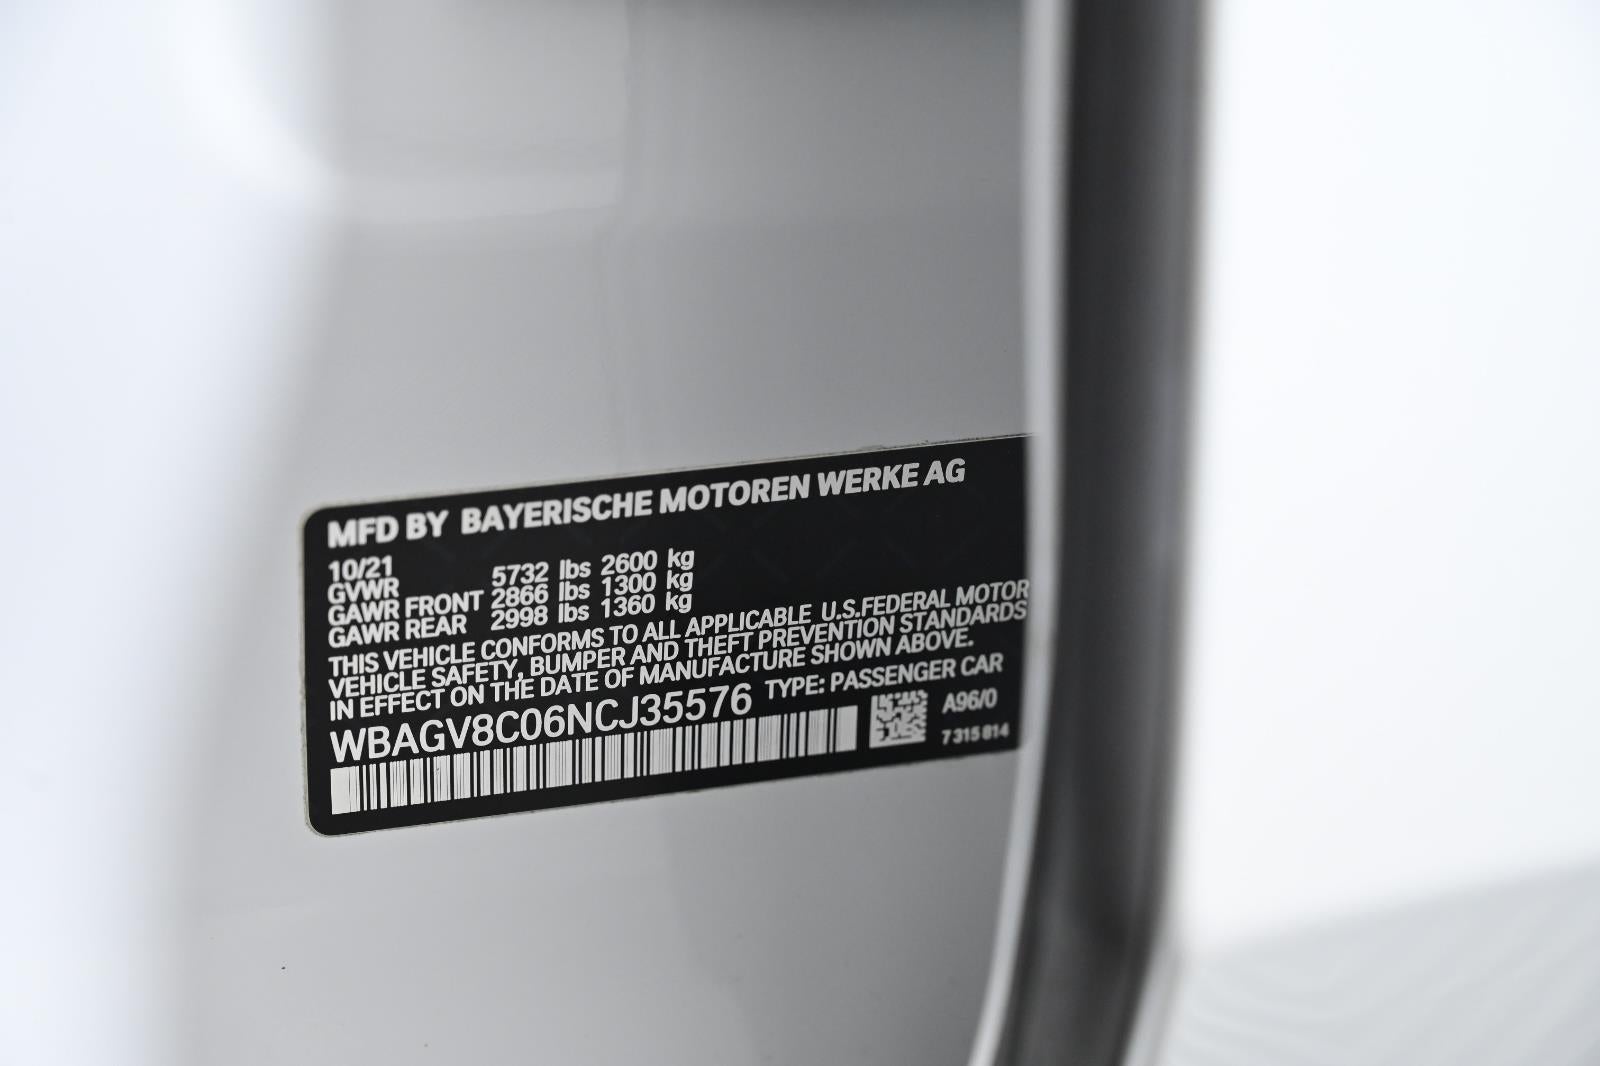 MFD BY BAYERISCHE MOTOREN WERKE AG
10/21
GVWR 5732 lbs 2600 kg
GAWR FRONT 2866 lbs 1300 kg
GAWR REAR 2998 lbs 1360 kg
THIS VEHICLE CONFORMS TO ALL APPLICABLE U.S.FEDERAL MOTOR
VEHICLE SAFETY, BUMPER AND THEFT PREVENTION STANDARDS
IN EFFECT ON THE DATE OF MANUFACTURE SHOWN ABOVE.
WBAGV8C06NCJ35576 TYPE: PASSENGER CAR
A96/0
7 315 814